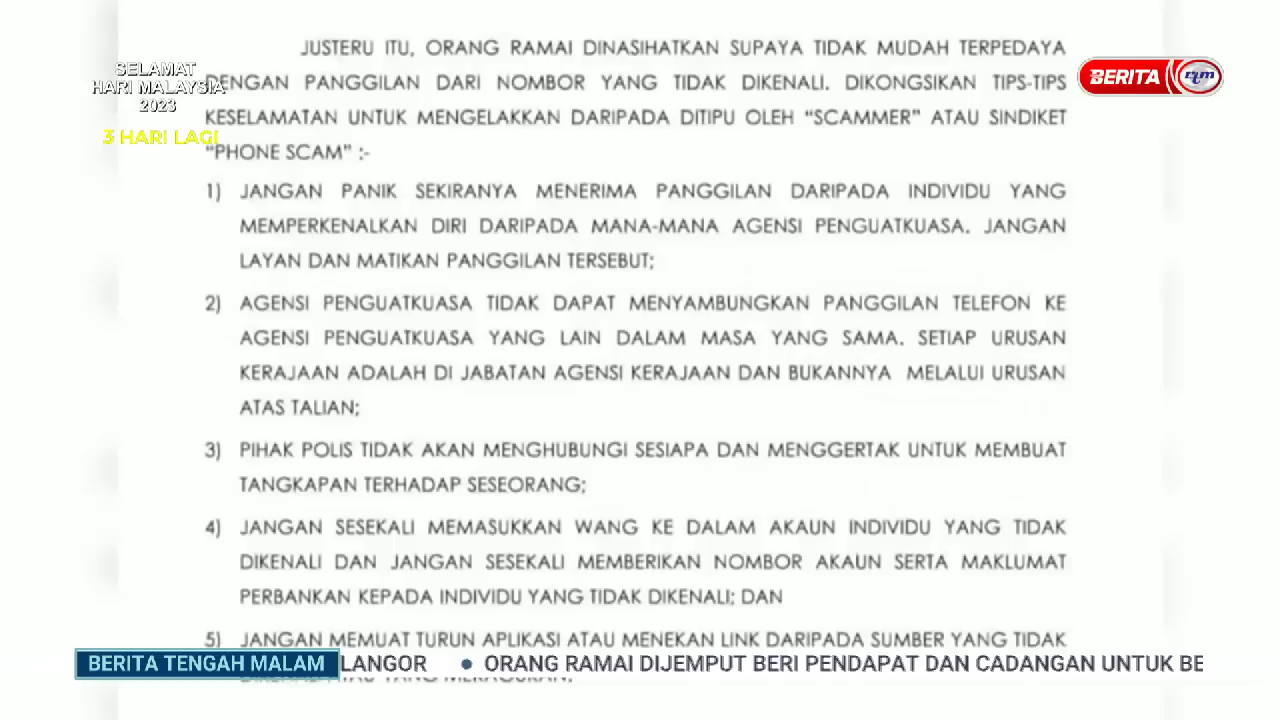 JUSTERU ITU, ORANG RAMAI DINASIHATKAN SUPAYA TIDAK MUDAH TERPEDAYA
DENGAN PANGGILAN DARI NOMBOR YANG TIDAK DIKENALI. DIKONGSIKAN TIPS-TIPS
KESELAMATAN UNTUK MENGELAKKAN DARIPADA DITIPU OLEH “SCAMMER” ATAU SINDIKET
“PHONE SCAM” :-
SELAMAT
HARI MALAYSIA
2023
3 HARI LAGI
BERITA rtm
1) JANGAN PANIK SEKIRANYA MENERIMA PANGGILAN DARIPADA INDIVIDU YANG
MEMPERKENALKAN DIRI DARIPADA MANA-MANA AGENSI PENGUATKUASA. JANGAN
LAYAN DAN MATIKAN PANGGILAN TERSEBUT;
2) AGENSI PENGUATKUASA TIDAK DAPAT MENYAMBUNGKAN PANGGILAN TELEFON KE
AGENSI PENGUATKUASA YANG LAIN DALAM MASA YANG SAMA. SETIAP URUSAN
KERAJAAN ADALAH DI JABATAN AGENSI KERAJAAN DAN BUKANNYA MELALUI URUSAN
ATAS TALIAN;
3) PIHAK POLIS TIDAK AKAN MENGHUBUNGI SESIAPA DAN MENGGERTAK UNTUK MEMBUAT
TANGKAPAN TERHADAP SESEORANG;
4) JANGAN SESEKALI MEMASUKKAN WANG KE DALAM AKAUN INDIVIDU YANG TIDAK
DIKENALI DAN JANGAN SESEKALI MEMBERIKAN NOMBOR AKAUN SERTA MAKLUMAT
PERBANKAN KEPADA INDIVIDU YANG TIDAK DIKENALI; DAN
5) JANGAN MEMUAT TURUN APLIKASI ATAU MENEKAN LINK DARIPADA SUMBER YANG TIDAK
BERITA TENGAH MALAM LANGOR • ORANG RAMAI DIJEMPUT BERI PENDAPAT DAN CADANGAN UNTUK BE